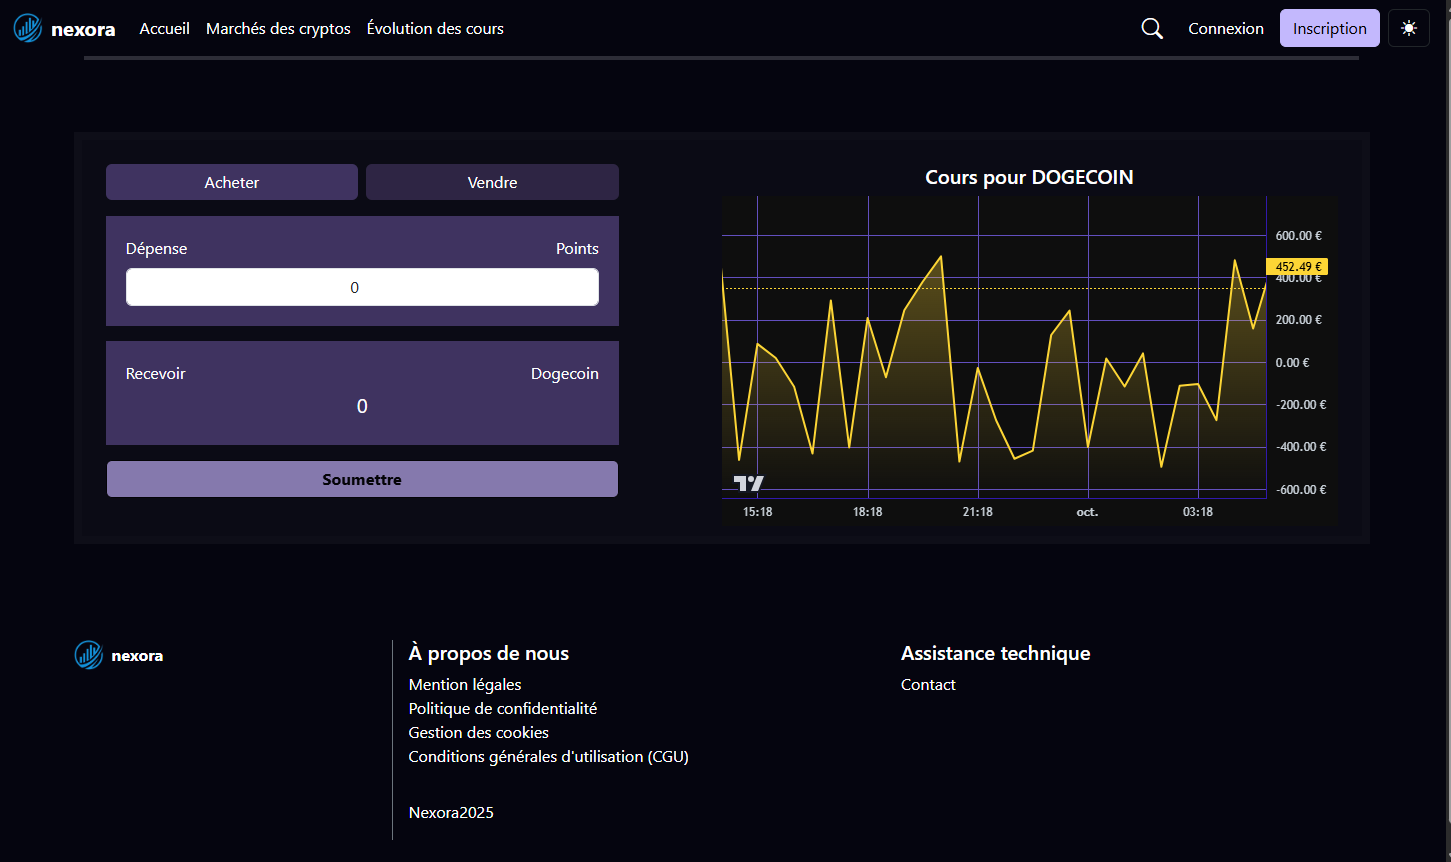 nexora Accueil Marchés des cryptos Évolution des cours Connexion Inscription
Acheter Vendre
Dépense Points
0
Recevoir Dogecoin
0
Soumettre
Cours pour DOGECOIN
600.00 €
452.49 €
400.00 €
200.00 €
0.00 €
-200.00 €
-400.00 €
-600.00 €
15:18 18:18 21:18 oct. 03:18
nexora
À propos de nous
Mention légales
Politique de confidentialité
Gestion des cookies
Conditions générales d'utilisation (CGU)
Nexora2025
Assistance technique
Contact